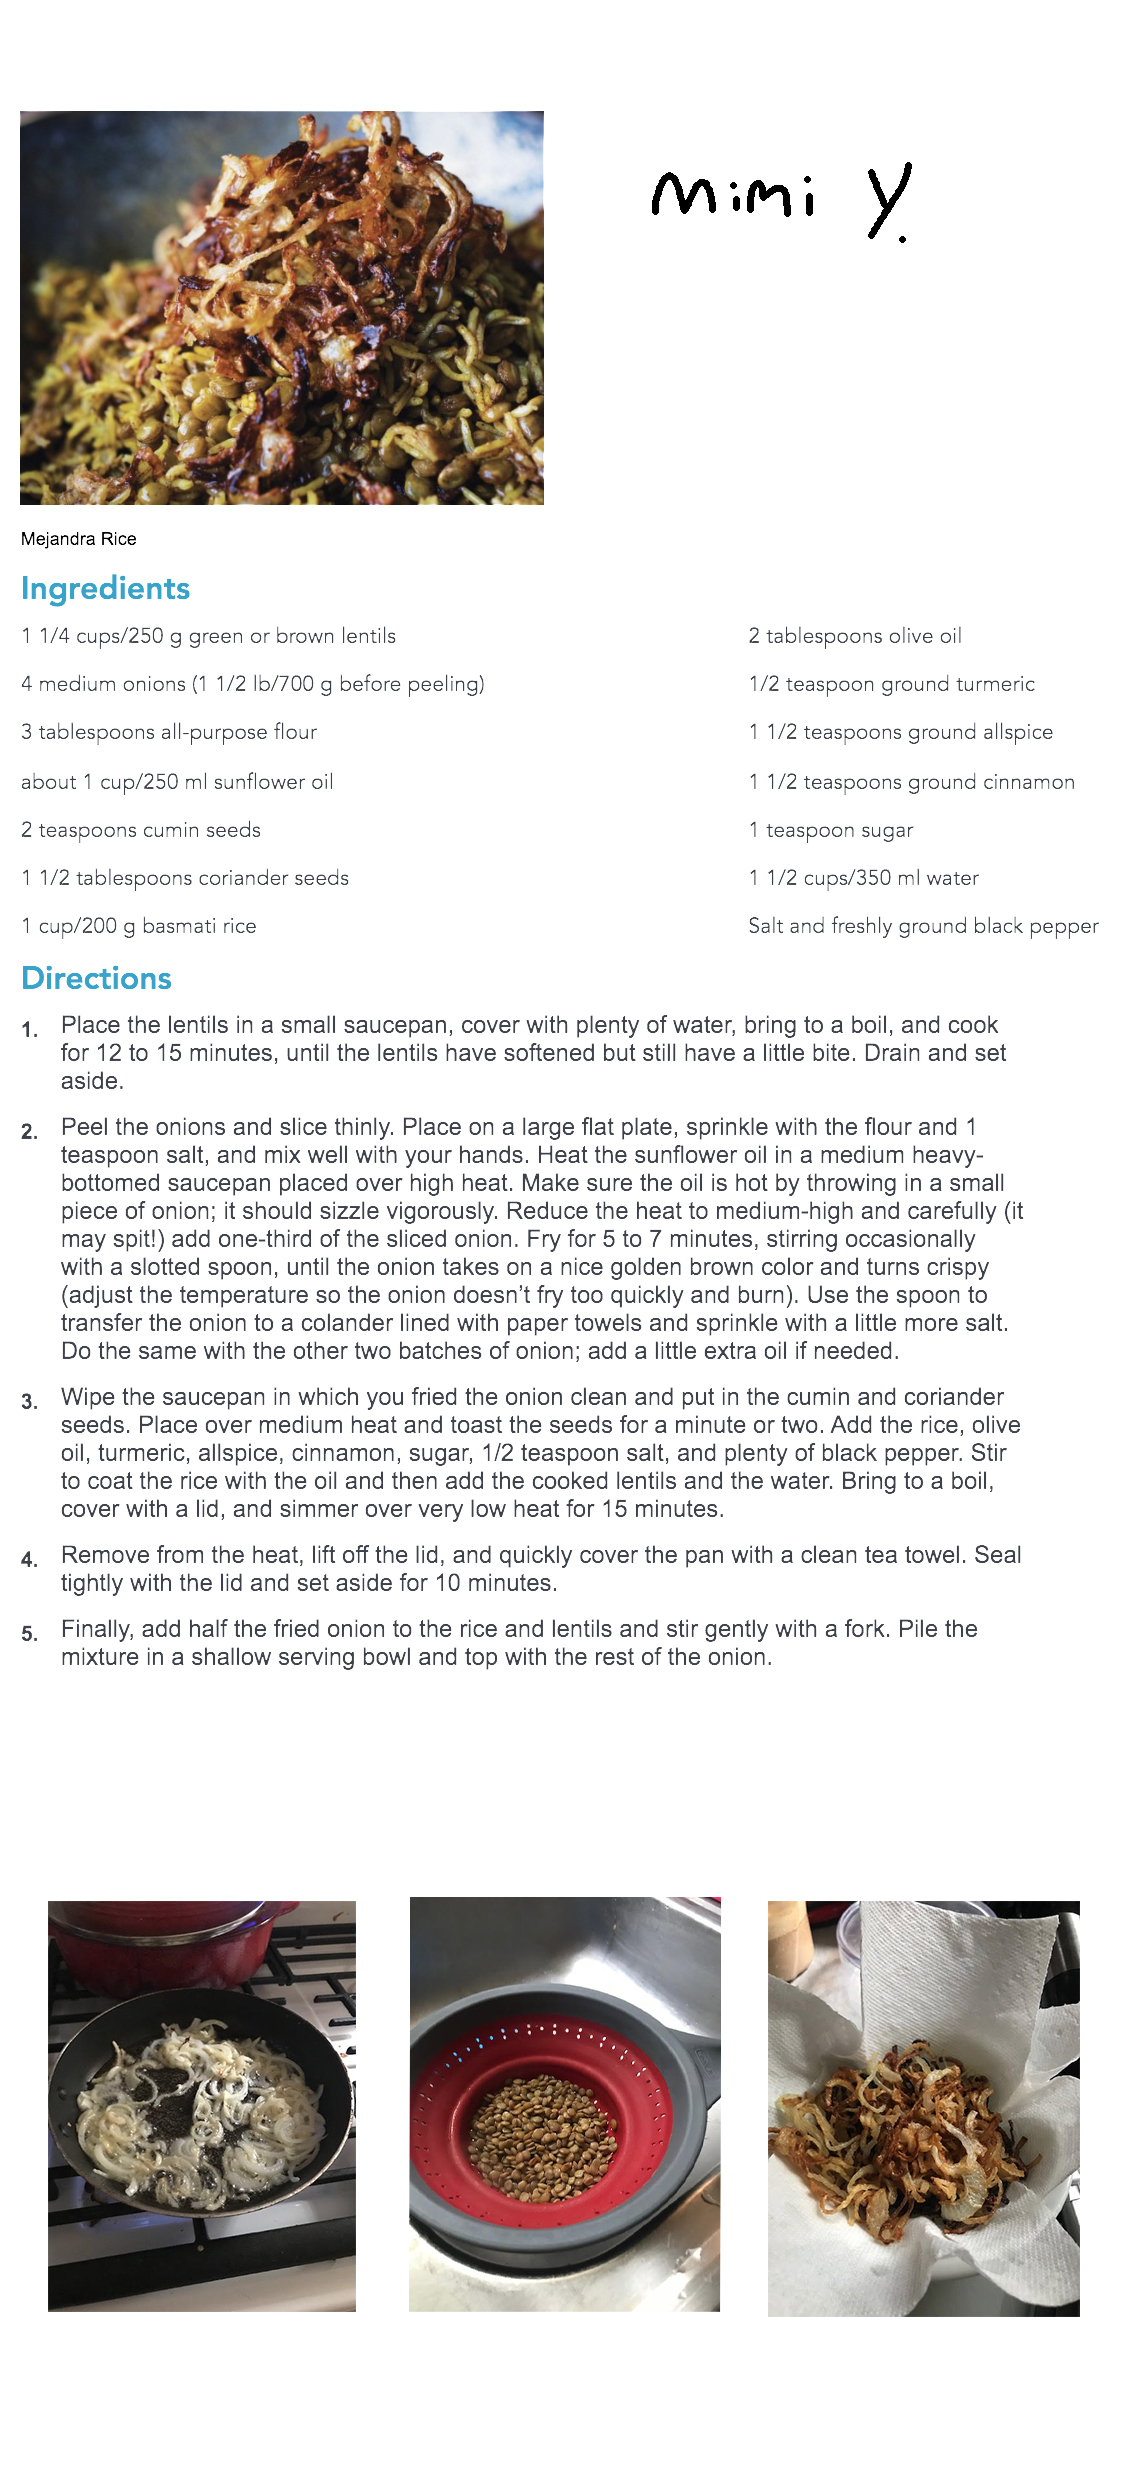 Mimi Y.
Mejandra Rice
Ingredients
1 1/4 cups/250 g green or brown lentils
4 medium onions (1 1/2 lb/700 g before peeling)
3 tablespoons all-purpose flour
about 1 cup/250 ml sunflower oil
2 teaspoons cumin seeds
1 1/2 tablespoons coriander seeds
1 cup/200 g basmati rice
2 tablespoons olive oil
1/2 teaspoon ground turmeric
1 1/2 teaspoons ground allspice
1 1/2 teaspoons ground cinnamon
1 teaspoon sugar
1 1/2 cups/350 ml water
Salt and freshly ground black pepper
Directions
1. Place the lentils in a small saucepan, cover with plenty of water, bring to a boil, and cook
for 12 to 15 minutes, until the lentils have softened but still have a little bite. Drain and set
aside.
2. Peel the onions and slice thinly. Place on a large flat plate, sprinkle with the flour and 1
teaspoon salt, and mix well with your hands. Heat the sunflower oil in a medium heavy-
bottomed saucepan placed over high heat. Make sure the oil is hot by throwing in a small
piece of onion; it should sizzle vigorously. Reduce the heat to medium-high and carefully (it
may spit!) add one-third of the sliced onion. Fry for 5 to 7 minutes, stirring occasionally
with a slotted spoon, until the onion takes on a nice golden brown color and turns crispy
(adjust the temperature so the onion doesn’t fry too quickly and burn). Use the spoon to
transfer the onion to a colander lined with paper towels and sprinkle with a little more salt.
Do the same with the other two batches of onion; add a little extra oil if needed.
3. Wipe the saucepan in which you fried the onion clean and put in the cumin and coriander
seeds. Place over medium heat and toast the seeds for a minute or two. Add the rice, olive
oil, turmeric, allspice, cinnamon, sugar, 1/2 teaspoon salt, and plenty of black pepper. Stir
to coat the rice with the oil and then add the cooked lentils and the water. Bring to a boil,
cover with a lid, and simmer over very low heat for 15 minutes.
4. Remove from the heat, lift off the lid, and quickly cover the pan with a clean tea towel. Seal
tightly with the lid and set aside for 10 minutes.
5. Finally, add half the fried onion to the rice and lentils and stir gently with a fork. Pile the
mixture in a shallow serving bowl and top with the rest of the onion.